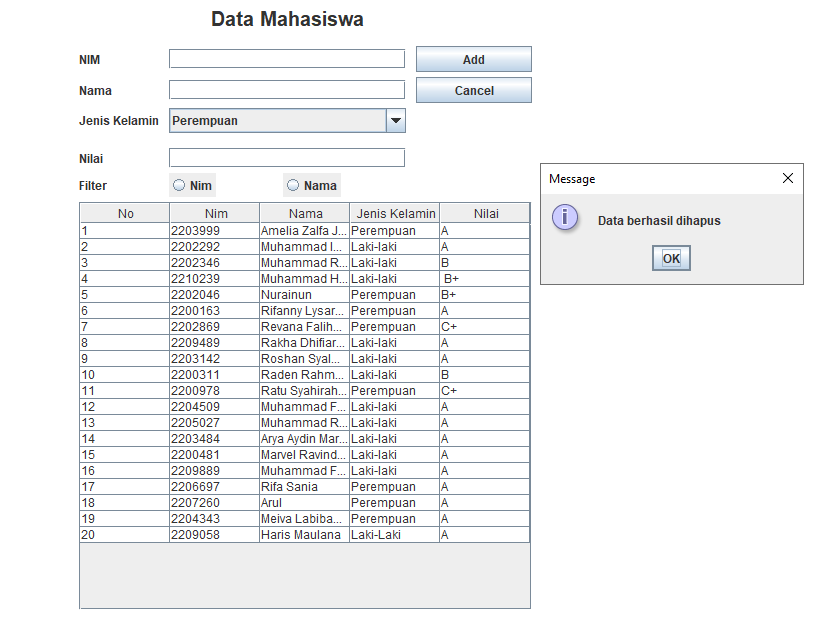 Data Mahasiswa
NIM Add
Nama Cancel
Jenis Kelamin Perempuan
Nilai
Filter Nim Nama
Message
Data berhasil dihapus
OK
No Nim Nama Jenis Kelamin Nilai
1 2203999 Amelia Zalfa J... Perempuan A
2 2202292 Muhammad I... Laki-laki A
3 2202346 Muhammad R... Laki-laki B
4 2210239 Muhammad H... Laki-laki B+
5 2202046 Nurainun Perempuan B+
6 2200163 Rifanny Lysar... Perempuan A
7 2202869 Revana Falih... Perempuan C+
8 2209489 Rakha Dhifiar... Laki-laki A
9 2203142 Roshan Syal... Laki-laki A
10 2200311 Raden Rahm... Laki-laki B
11 2200978 Ratu Syahirah... Perempuan C+
12 2204509 Muhammad F... Laki-laki A
13 2205027 Muhammad R... Laki-laki A
14 2203484 Arya Aydin Mar... Laki-laki A
15 2200481 Marvel Ravind... Laki-laki A
16 2209889 Muhammad F... Laki-laki A
17 2206697 Rifa Sania Perempuan A
18 2207260 Arul Perempuan A
19 2204343 Meiva Labiba... Perempuan A
20 2209058 Haris Maulana Laki-Laki A